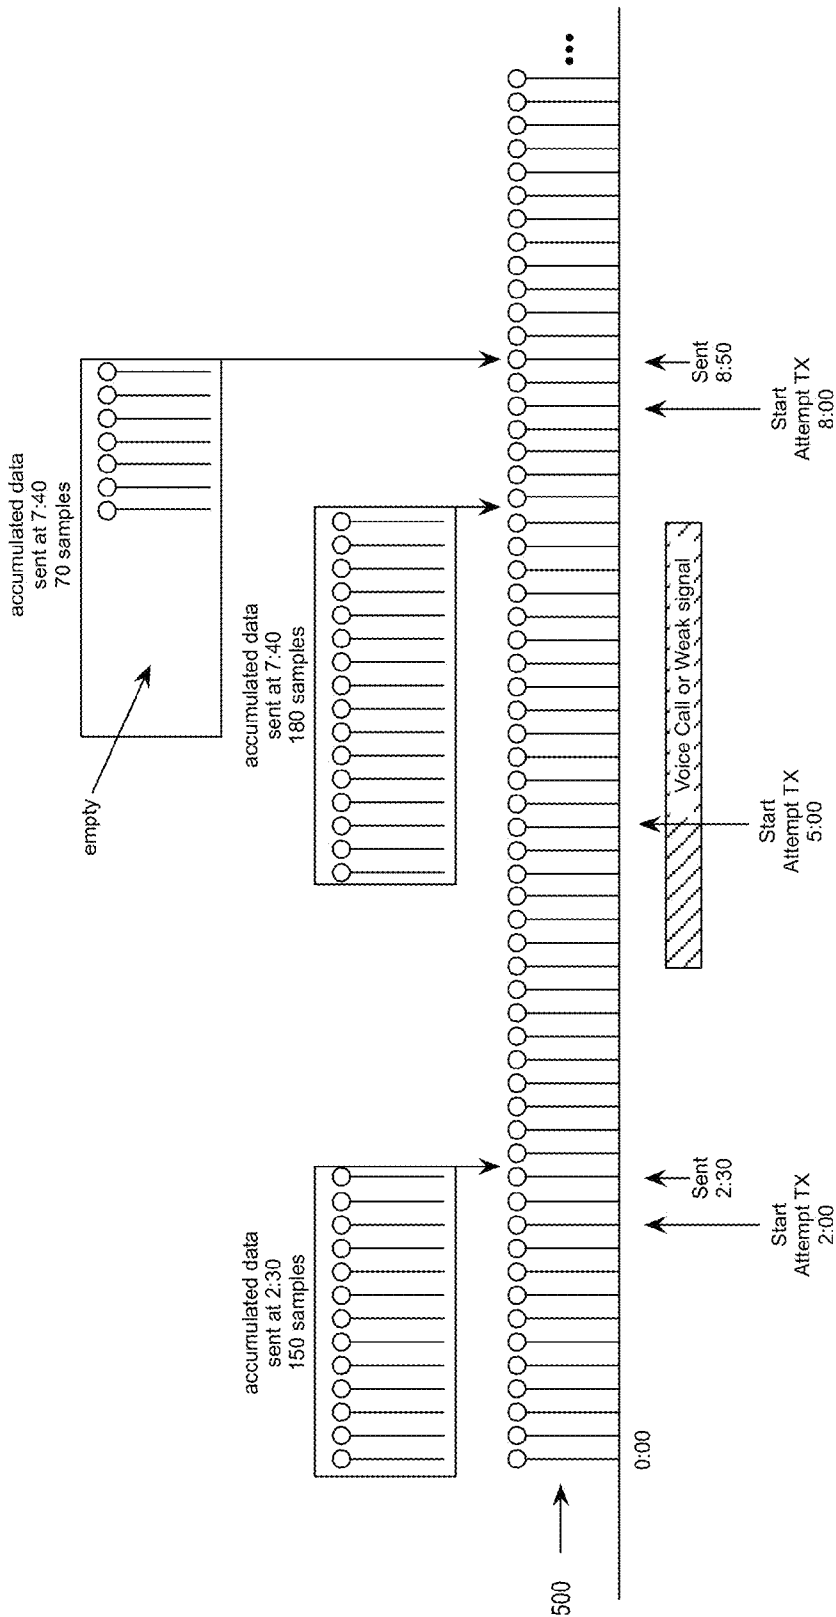 accumulated data
sent at 7:40
70 samples
empty
accumulated data
sent at 7:40
180 samples
accumulated data
sent at 2:30
150 samples
500
0:00
Start
Attempt TX
2:00
Sent
2:30
Start
Attempt TX
5:00
Voice Call or Weak signal
Start
Attempt TX
8:00
Sent
8:50